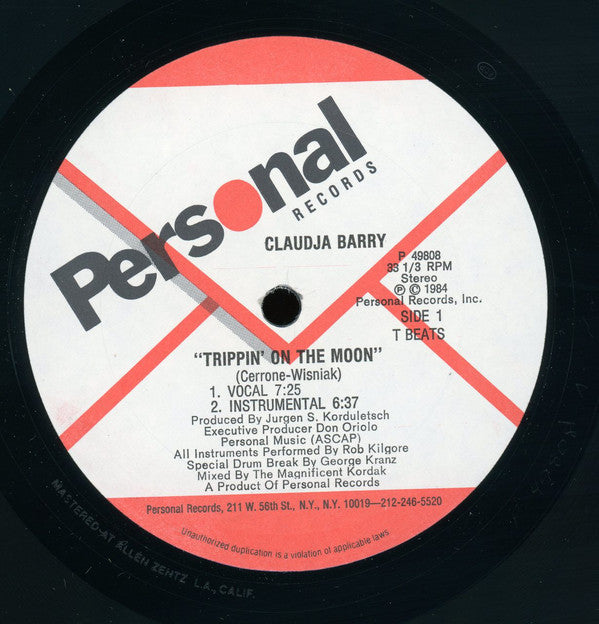 Personal
RECORDS
CLAUDJA BARRY
P 49808
33 1/3 RPM
Stereo
℗ © 1984
Personal Records, Inc.
SIDE 1
T BEATS
"TRIPPIN' ON THE MOON"
(Cerrone-Wisniak)
1. VOCAL 7:25
2. INSTRUMENTAL 6:37
Produced By Jurgen S. Korduletsch
Executive Producer Don Oriolo
Personal Music (ASCAP)
All Instruments Performed By Rob Kilgore
Special Drum Break By George Kranz
Mixed By The Magnificent Kordak
A Product Of Personal Records
Personal Records, 211 W. 56th St., N.Y., N.Y. 10019—212-246-5520
Unauthorized duplication is a violation of applicable laws
MASTERED AT ALLEN ZENTZ L.A., CALIF.